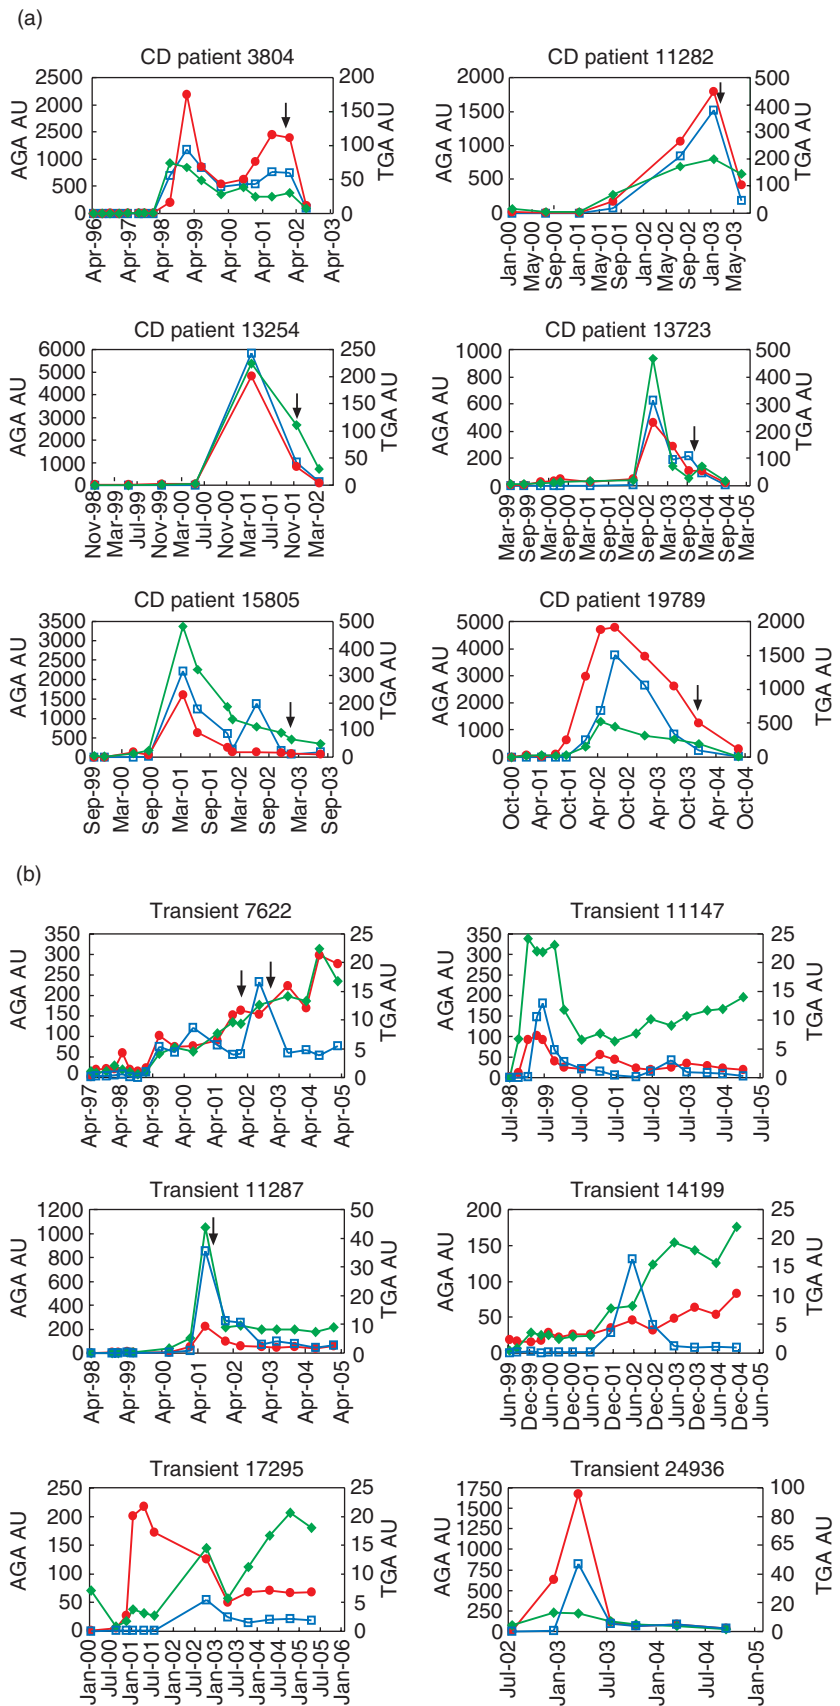 (a)
CD patient 3804
AGA AU
2500
2000
2500
1000
500
0
200
150
100
50
0
TGA AU
Apr-96
Apr-97
Apr-98
Apr-99
Apr-00
Apr-01
Apr-02
Apr-03
CD patient 11282
AGA AU
2000
1500
1000
500
0
500
400
300
200
100
0
TGA AU
Jan-00
May-00
Sep-00
Jan-01
May-01
Sep-01
Jan-02
May-02
Sep-02
Jan-03
May-03
CD patient 13254
AGA AU
6000
5000
4000
3000
2000
1000
0
250
200
150
100
50
0
TGA AU
Nov-98
Mar-99
Jul-99
Nov-99
Mar-00
Jul-00
Nov-00
Mar-01
Jul-01
Nov-01
Mar-02
CD patient 13723
AGA AU
1000
800
600
400
200
0
500
400
300
200
100
0
TGA AU
Mar-99
Sep-99
Mar-00
Sep-00
Mar-01
Sep-01
Mar-02
Sep-02
Mar-03
Sep-03
Mar-04
Sep-04
Mar-05
CD patient 15805
AGA AU
3500
3000
2500
2000
1500
1000
500
0
500
400
300
200
100
0
TGA AU
Sep-99
Mar-00
Sep-00
Mar-01
Sep-01
Mar-02
Sep-02
Mar-03
Sep-03
CD patient 19789
AGA AU
5000
4000
3000
2000
1000
0
2000
1500
1000
500
0
TGA AU
Oct-00
Apr-01
Oct-01
Apr-02
Oct-02
Apr-03
Oct-03
Apr-04
Oct-04
(b)
Transient 7622
AGA AU
350
300
250
200
150
100
50
0
25
20
15
10
5
0
TGA AU
Apr-97
Apr-98
Apr-99
Apr-00
Apr-01
Apr-02
Apr-03
Apr-04
Apr-05
Transient 11147
AGA AU
350
300
250
200
150
100
50
0
25
20
15
10
5
0
TGA AU
Jul-98
Jul-99
Jul-00
Jul-01
Jul-02
Jul-03
Jul-04
Jul-05
Transient 11287
AGA AU
1200
1000
800
600
400
200
0
50
40
30
20
10
0
TGA AU
Apr-98
Apr-99
Apr-00
Apr-01
Apr-02
Apr-03
Apr-04
Apr-05
Transient 14199
AGA AU
200
150
100
50
0
25
20
15
10
5
0
TGA AU
Jun-99
Dec-99
Jun-00
Dec-00
Jun-01
Dec-01
Jun-02
Dec-02
Jun-03
Dec-03
Jun-04
Dec-04
Jun-05
Transient 17295
AGA AU
250
200
150
100
50
0
25
20
15
10
5
0
TGA AU
Jan-00
Jul-00
Jan-01
Jul-01
Jan-02
Jul-02
Jan-03
Jul-03
Jan-04
Jul-04
Jan-05
Jul-05
Jan-06
Transient 24936
AGA AU
1750
1500
1250
1000
750
500
250
0
100
80
65
40
20
0
TGA AU
Jul-02
Jan-03
Jul-03
Jan-04
Jul-04
Jan-05